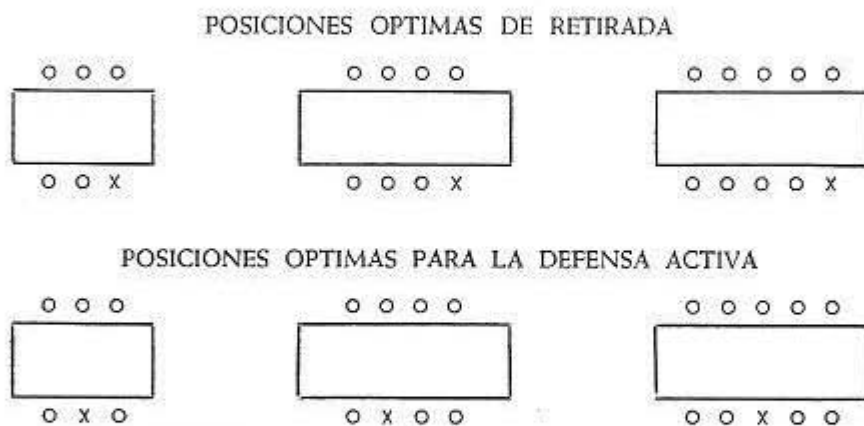 POSICIONES OPTIMAS DE RETIRADA
O O O
O O O O
O O O O O
O O X
O O O X
O O O O X
POSICIONES OPTIMAS PARA LA DEFENSA ACTIVA
O O O
O O O O
O O O O O
O X O
O X O O
O O X O O